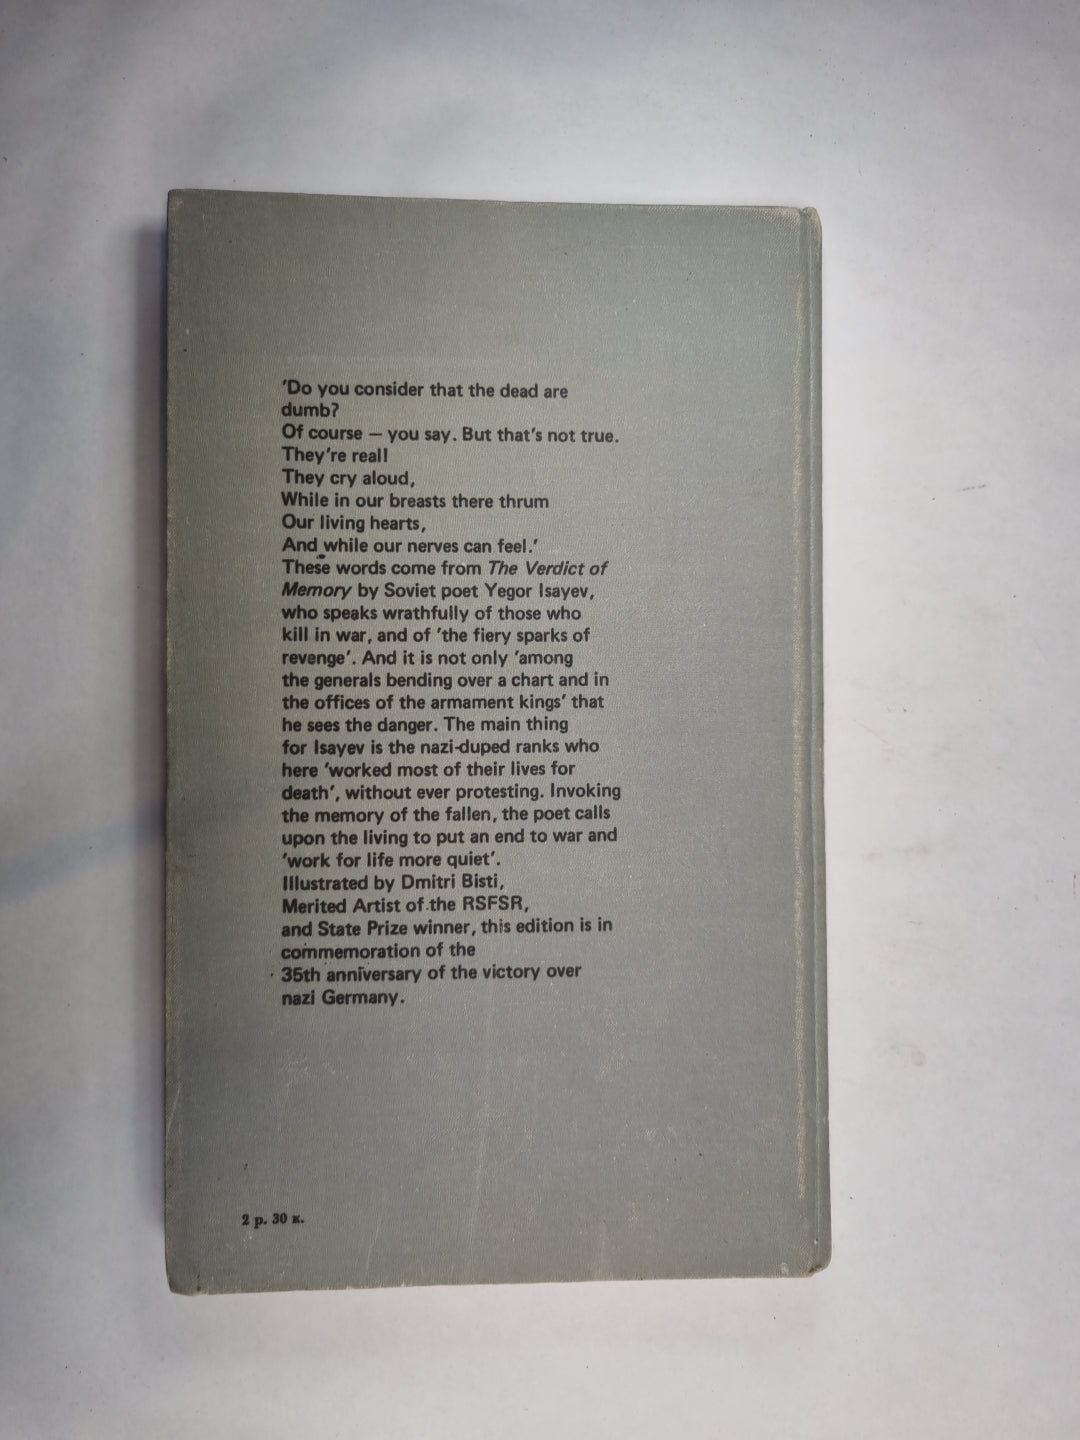 'Do you consider that the dead are
dumb?
Of course — you say. But that's not true.
They're real!
They cry aloud,
While in our breasts there thrum
Our living hearts,
And while our nerves can feel.'
These words come from The Verdict of
Memory by Soviet poet Yegor Isayev,
who speaks wrathfully of those who
kill in war, and of 'the fiery sparks of
revenge'. And it is not only 'among
the generals bending over a chart and in
the offices of the armament kings' that
he sees the danger. The main thing
for Isayev is the nazi-duped ranks who
here 'worked most of their lives for
death', without ever protesting. Invoking
the memory of the fallen, the poet calls
upon the living to put an end to war and
'work for life more quiet'.
Illustrated by Dmitri Bisti,
Merited Artist of the RSFSR,
and State Prize winner, this edition is in
commemoration of the
35th anniversary of the victory over
nazi Germany.
2 р. 30 к.